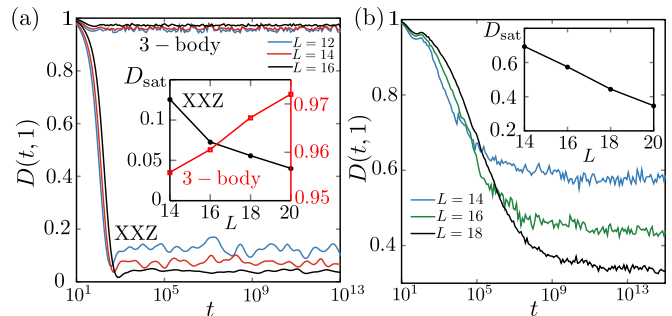 (a)
D(t, 1)
1
0.8
0.6
0.4
0.2
0
3 − body
L = 12
L = 14
L = 16
D_sat
XXZ
0.1
0.05
0
0.97
0.96
0.95
3 − body
14 16 18 20
L
XXZ
10^1 10^5 10^9 10^13
t
(b)
D(t, 1)
1
0.8
0.6
0.4
D_sat
0.6
0.4
0.2
14 16 18 20
L
L = 14
L = 16
L = 18
10^1 10^5 10^9 10^13
t